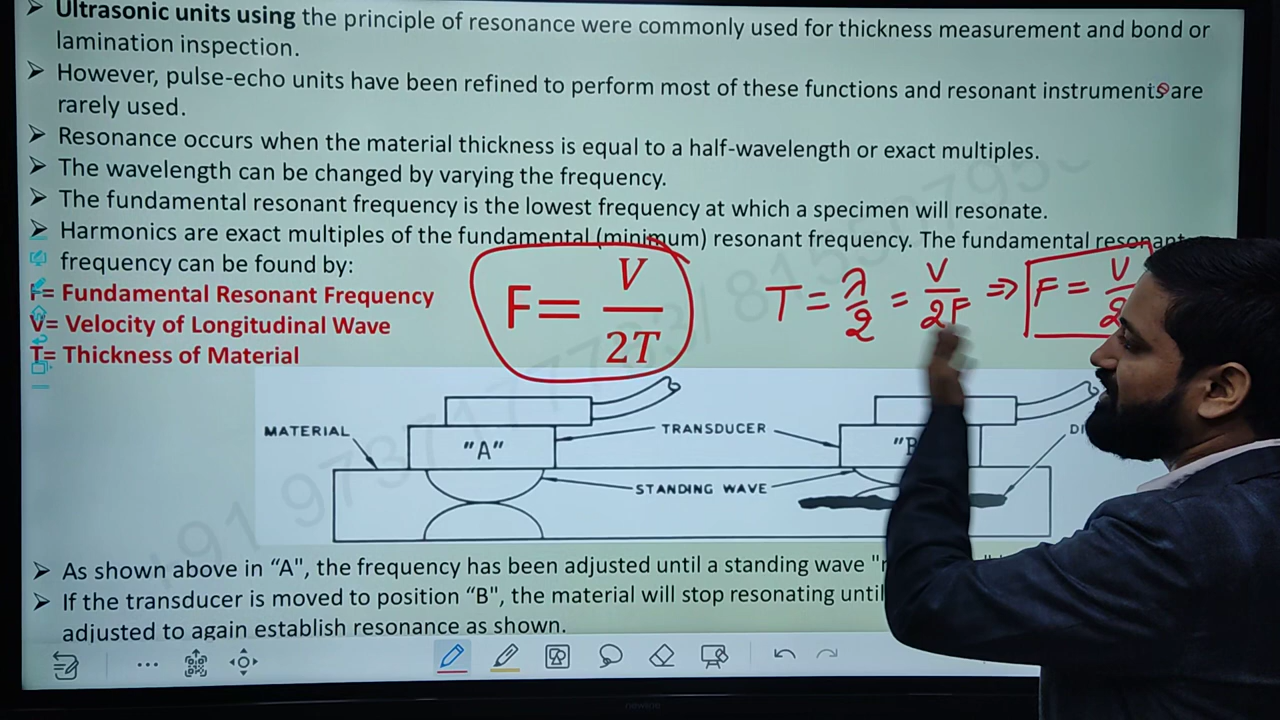 ➤ Ultrasonic units using the principle of resonance were commonly used for thickness measurement and bond or
lamination inspection.
➤ However, pulse-echo units have been refined to perform most of these functions and resonant instruments are
rarely used.
➤ Resonance occurs when the material thickness is equal to a half-wavelength or exact multiples.
➤ The wavelength can be changed by varying the frequency.
➤ The fundamental resonant frequency is the lowest frequency at which a specimen will resonate.
➤ Harmonics are exact multiples of the fundamental (minimum) resonant frequency. The fundamental resonant
frequency can be found by:
F= Fundamental Resonant Frequency
V= Velocity of Longitudinal Wave
T= Thickness of Material
F= V/2T
T = λ/2 = V/2F ⇒ F = V/2
MATERIAL
"A"
TRANSDUCER
"B
STANDING WAVE
DI
➤ As shown above in “A", the frequency has been adjusted until a standing wave
➤ If the transducer is moved to position “B", the material will stop resonating until
adjusted to again establish resonance as shown.
newline